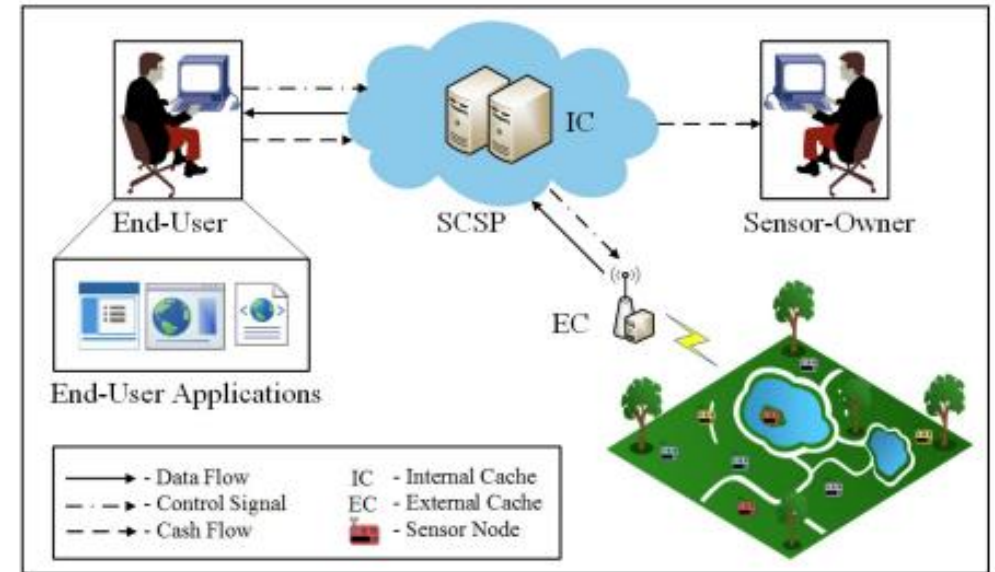 IC
End-User
SCSP
Sensor-Owner
EC
End-User Applications
- Data Flow
- Control Signal
- Cash Flow
IC - Internal Cache
EC - External Cache
- Sensor Node